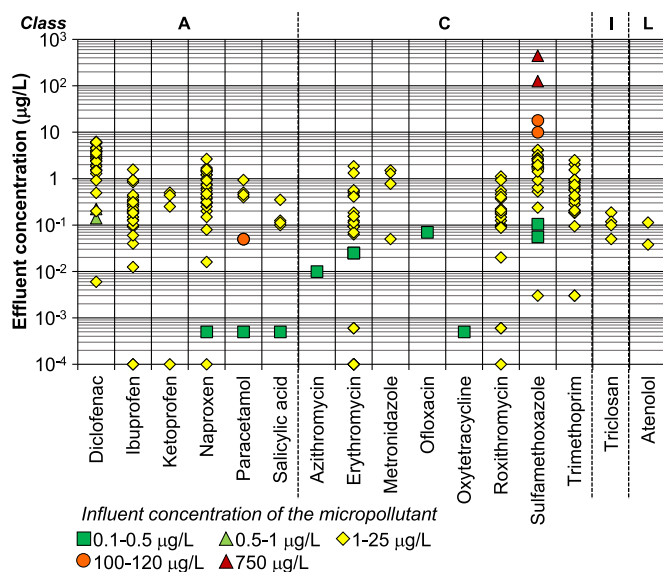 Class A C I L
Effluent concentration (µg/L)
10³
10²
10
1
10⁻¹
10⁻²
10⁻³
10⁻⁴
Diclofenac
Ibuprofen
Ketoprofen
Naproxen
Paracetamol
Salicylic acid
Azithromycin
Erythromycin
Metronidazole
Ofloxacin
Oxytetracycline
Roxithromycin
Sulfamethoxazole
Trimethoprim
Triclosan
Atenolol
Influent concentration of the micropollutant
0.1–0.5 µg/L 0.5–1 µg/L 1–25 µg/L
100–120 µg/L 750 µg/L